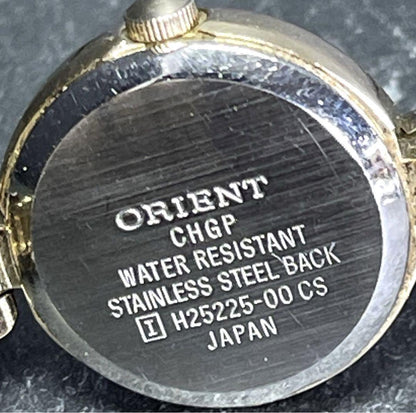 ORIENT
CHGP
WATER RESISTANT
STAINLESS STEEL BACK
I H25225-00 CS
JAPAN